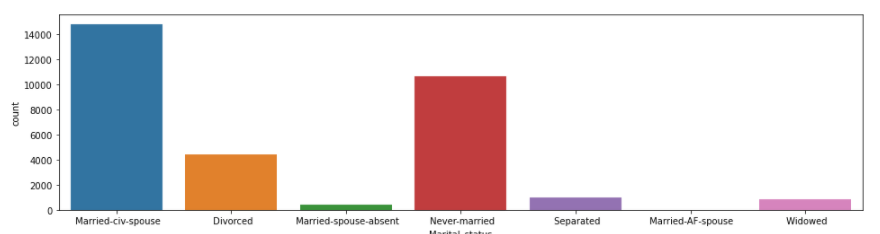 14000
12000
10000
8000
6000
4000
2000
0
count
Married-civ-spouse Divorced Married-spouse-absent Never-married Separated Married-AF-spouse Widowed
Marital_status